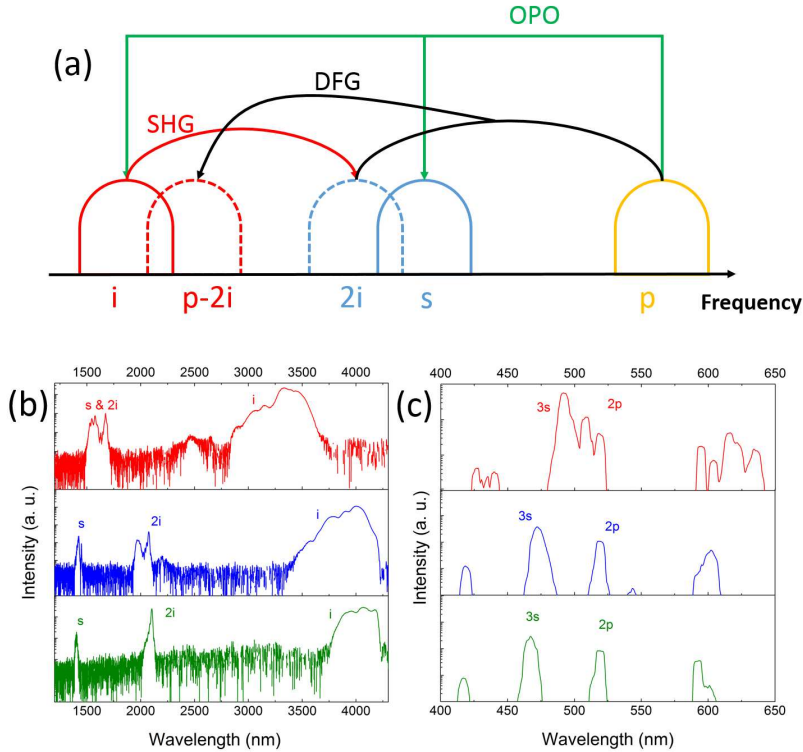 OPO
(a)
DFG
SHG
i
p-2i
2i
s
p
Frequency
(b)
1500 2000 2500 3000 3500 4000
s & 2i
i
s
2i
i
s
2i
i
1500 2000 2500 3000 3500 4000
Intensity (a. u.)
Wavelength (nm)
(c)
400 450 500 550 600 650
3s
2p
3s
2p
3s
2p
400 450 500 550 600 650
Intensity (a. u.)
Wavelength (nm)